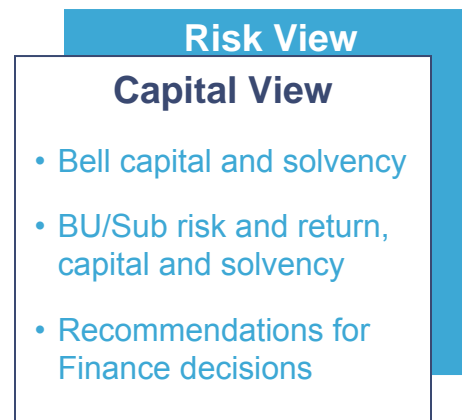 Risk View
Capital View
• Bell capital and solvency
• BU/Sub risk and return,
capital and solvency
• Recommendations for
Finance decisions